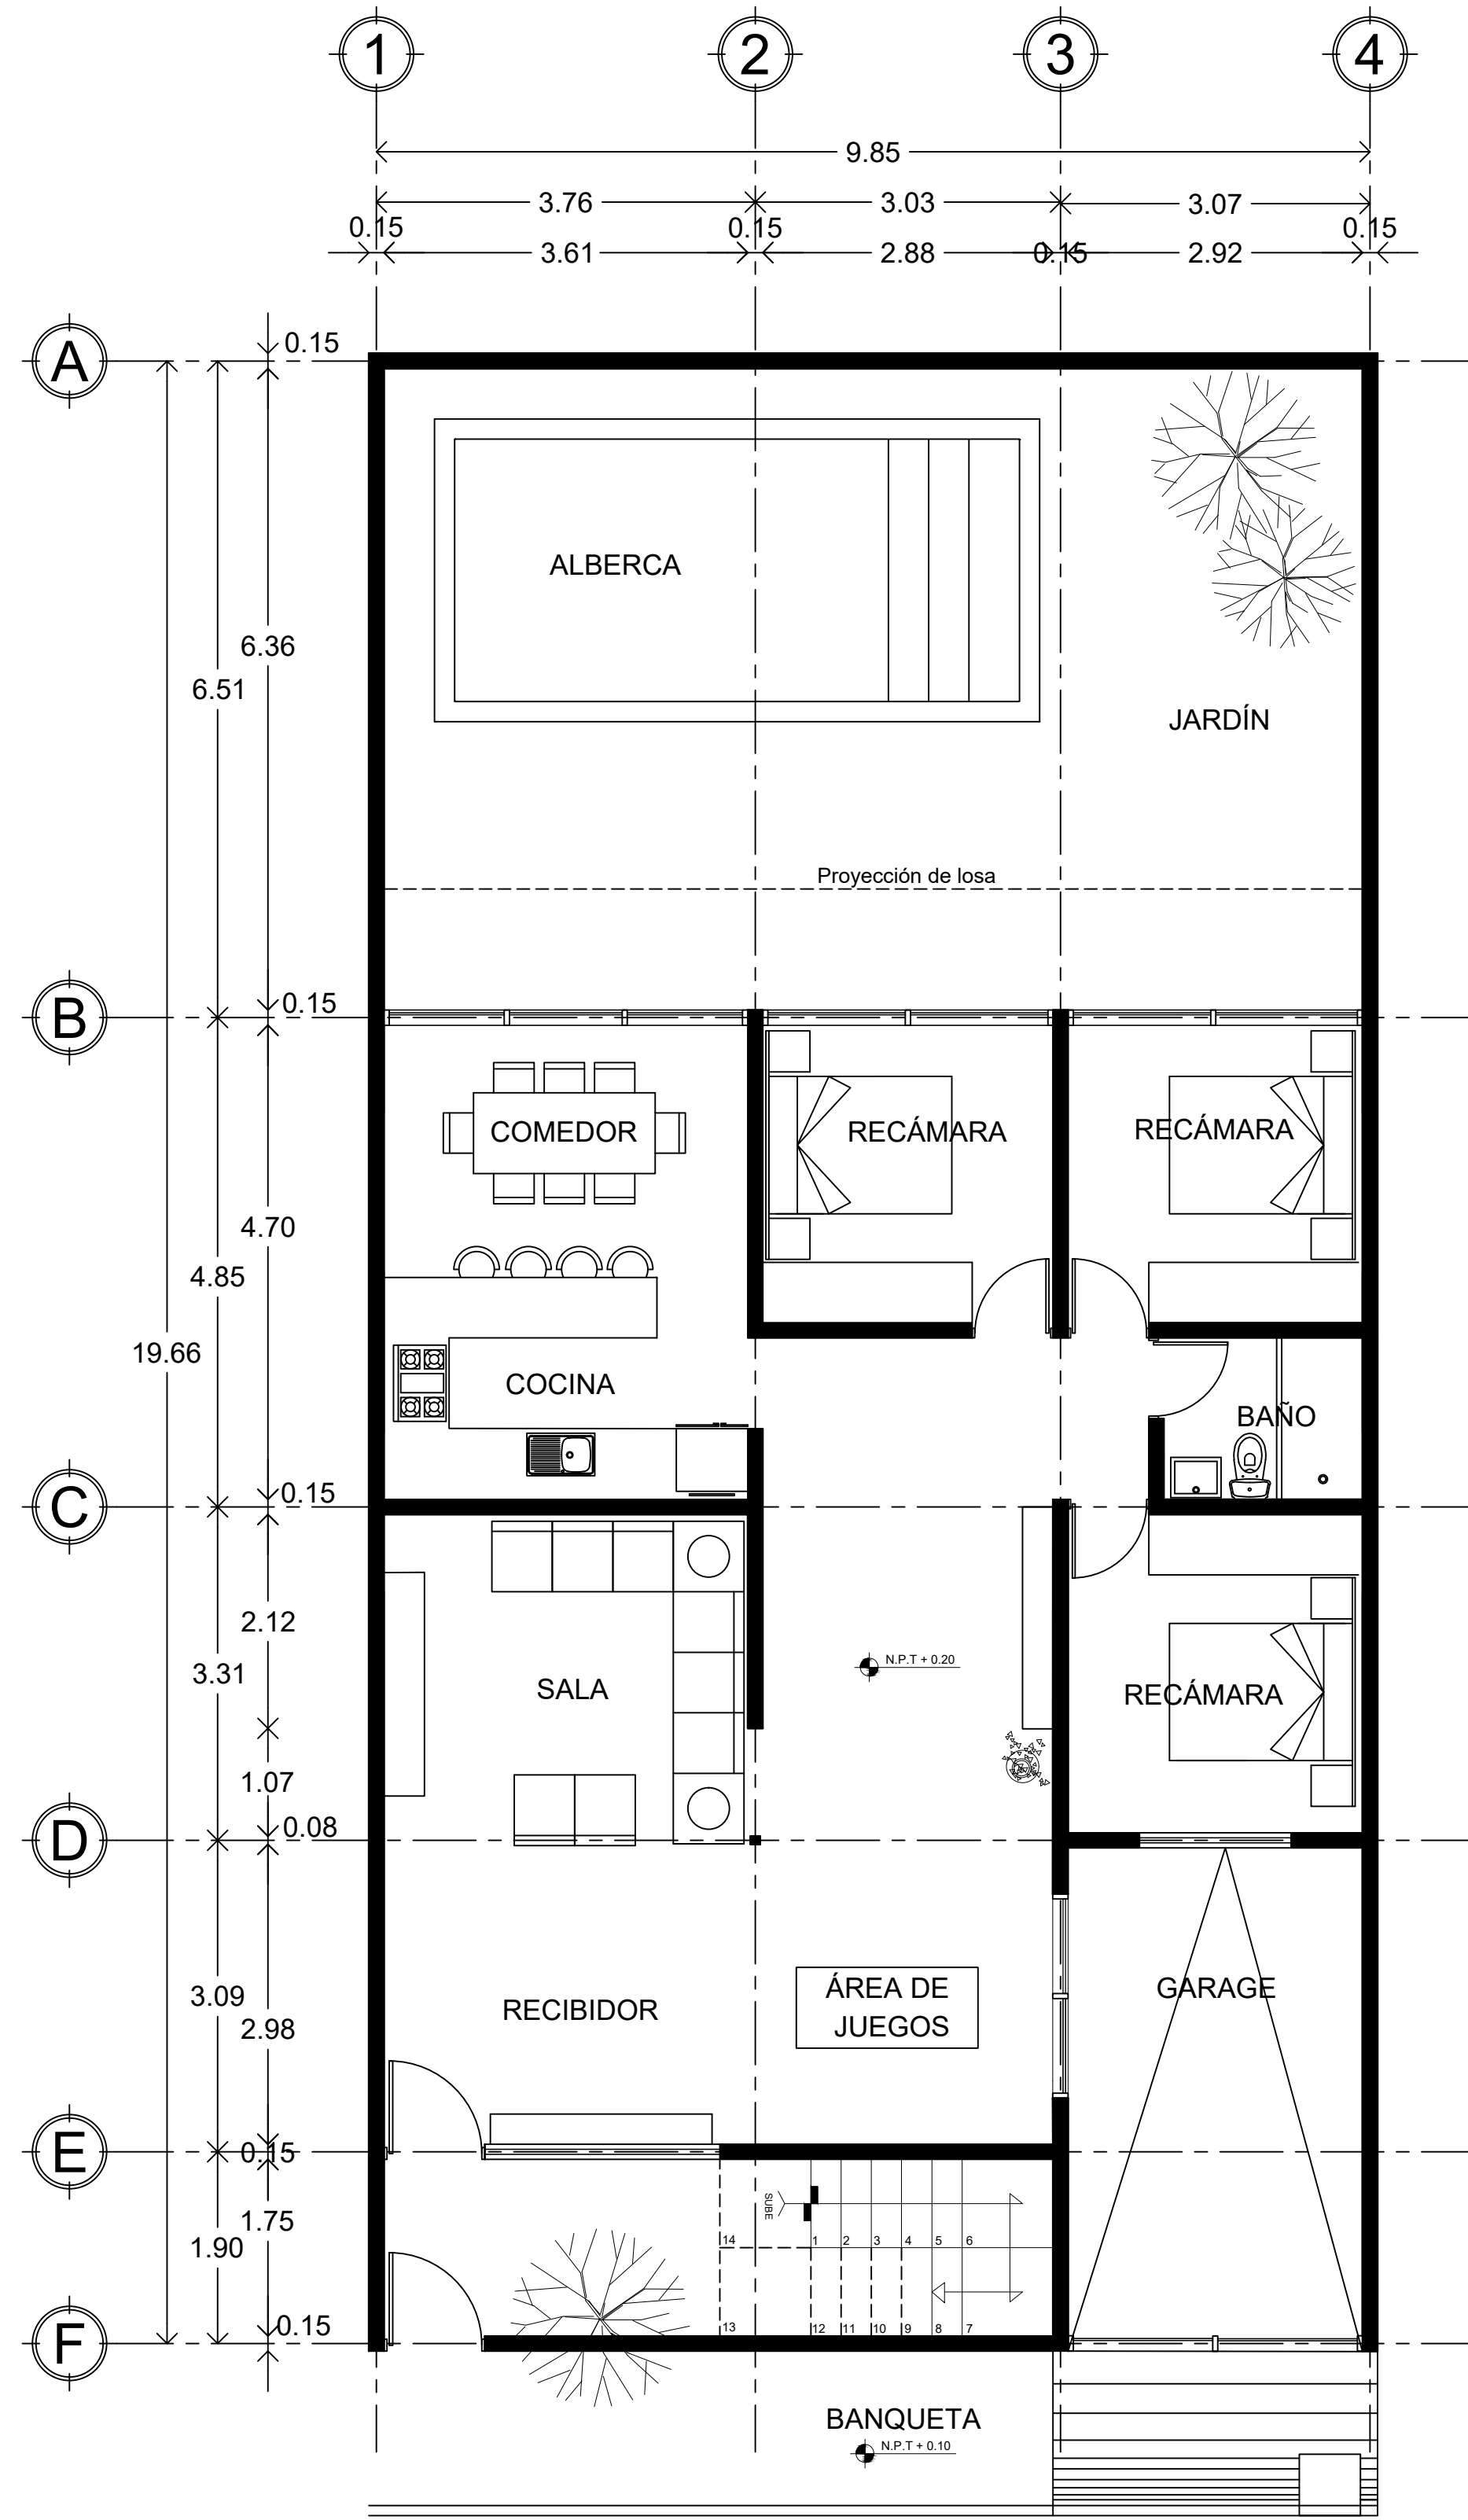 1 2 3 4
9.85
3.76 3.03 3.07
0.15 0.15 0.15
3.61 2.88 0.15 2.92
A 0.15
ALBERCA
6.36
6.51
JARDÍN
Proyección de losa
B 0.15
COMEDOR RECÁMARA RECÁMARA
4.70
4.85
19.66
COCINA
BAÑO
C 0.15
2.12
3.31
N.P.T + 0.20
SALA
RECÁMARA
1.07
D 0.08
ÁREA DE
JUEGOS
GARAGE
3.09
RECIBIDOR
2.98
E 0.15
SUBE
1.75
1.90
14 1 2 3 4 5 6
F 0.15
13 12 11 10 9 8 7
BANQUETA
N.P.T + 0.10